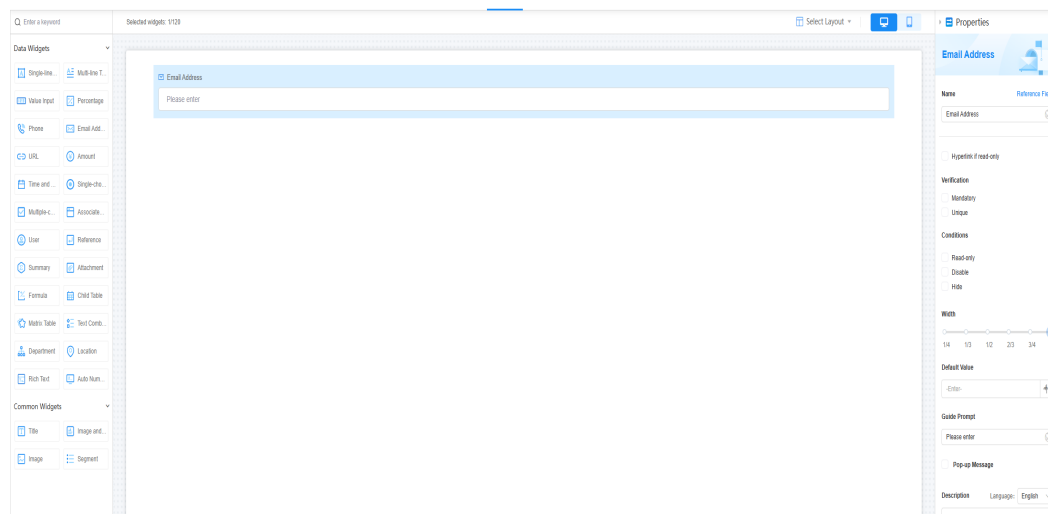 Enter a keyword
Selected widgets: 1/120
Select Layout
Properties
Data Widgets
Single-line...
Multi-line T...
Value Input
Percentage
Phone
Email Add...
URL
Amount
Time and ...
Single-cho...
Multiple-c...
Associate...
User
Reference
Summary
Attachment
Formula
Child Table
Matrix Table
Text Comb...
Department
Location
Rich Text
Auto Num...
Common Widgets
Title
Image and...
Image
Segment
Email Address
Please enter
Email Address
Name
Reference Fie
Email Address
Hyperlink if read-only
Verification
Mandatory
Unique
Conditions
Read-only
Disable
Hide
Width
1/4 1/3 1/2 2/3 3/4
Default Value
-Enter-
Guide Prompt
Please enter
Pop-up Message
Description
Language: English